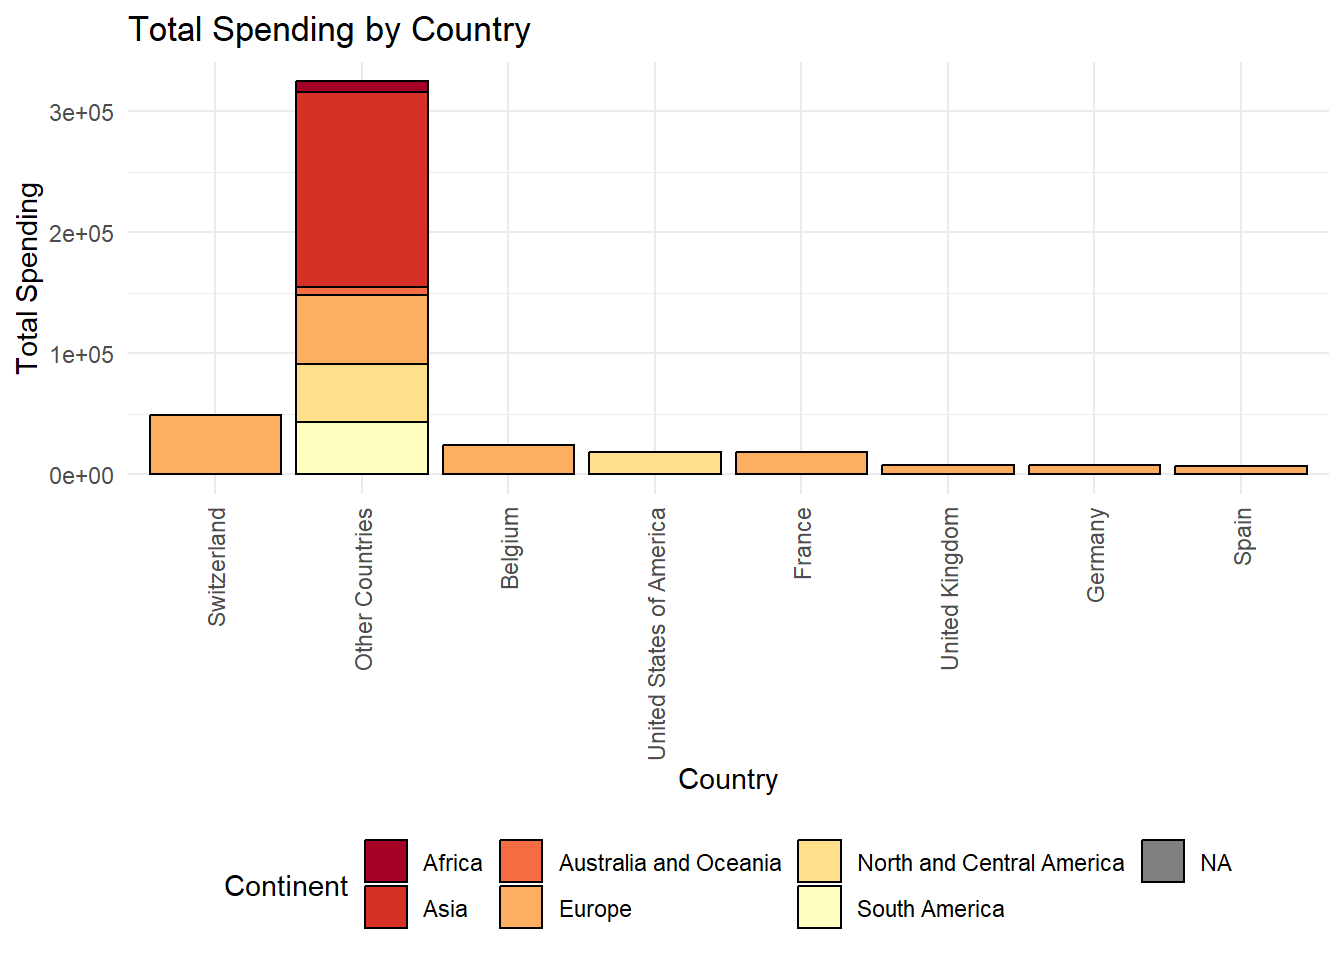 Total Spending by Country
Total Spending
3e+05
2e+05
1e+05
0e+00
Switzerland
Other Countries
Belgium
United States of America
France
United Kingdom
Germany
Spain
Country
Continent
Africa
Asia
Australia and Oceania
Europe
North and Central America
South America
NA